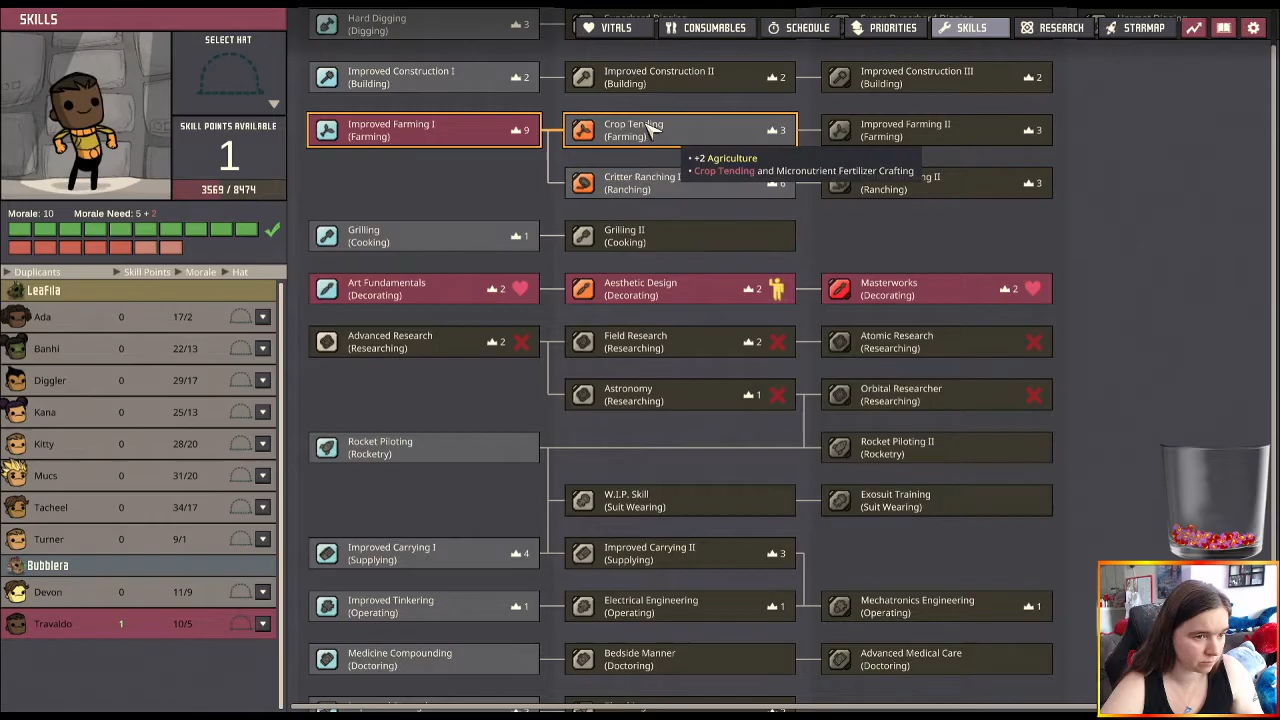 SKILLS
SELECT HAT
SKILL POINTS AVAILABLE
1
3569 / 8474
Morale: 10 Morale Need: 5 + 2
Duplicants Skill Points Morale Hat
LeaFila
Ada 0 17/2
Banhi 0 22/13
Diggler 0 29/17
Kana 0 25/13
Kitty 0 28/20
Mucs 0 31/20
Tacheel 0 34/17
Turner 0 9/1
Bubblera
Devon 0 11/9
Travaldo 1 10/5
VITALS CONSUMABLES SCHEDULE PRIORITIES SKILLS RESEARCH STARMAP
Hard Digging
(Digging) 3
Improved Construction I
(Building) 2
Improved Construction II
(Building) 2
Improved Construction III
(Building) 2
Improved Farming I
(Farming) 9
Crop Tending
(Farming) 3
Improved Farming II
(Farming) 3
+2 Agriculture
Crop Tending and Micronutrient Fertilizer Crafting
Critter Ranching I
(Ranching) 6
(Ranching) 3
Grilling
(Cooking) 1
Grilling II
(Cooking)
Art Fundamentals
(Decorating) 2
Aesthetic Design
(Decorating) 2
Masterworks
(Decorating) 2
Advanced Research
(Researching) 2
Field Research
(Researching) 2
Atomic Research
(Researching)
Astronomy
(Researching) 1
Orbital Researcher
(Researching)
Rocket Piloting
(Rocketry)
Rocket Piloting II
(Rocketry)
W.I.P. Skill
(Suit Wearing)
Exosuit Training
(Suit Wearing)
Improved Carrying I
(Supplying) 4
Improved Carrying II
(Supplying) 3
Improved Tinkering
(Operating) 1
Electrical Engineering
(Operating) 1
Mechatronics Engineering
(Operating) 1
Medicine Compounding
(Doctoring)
Bedside Manner
(Doctoring)
Advanced Medical Care
(Doctoring)